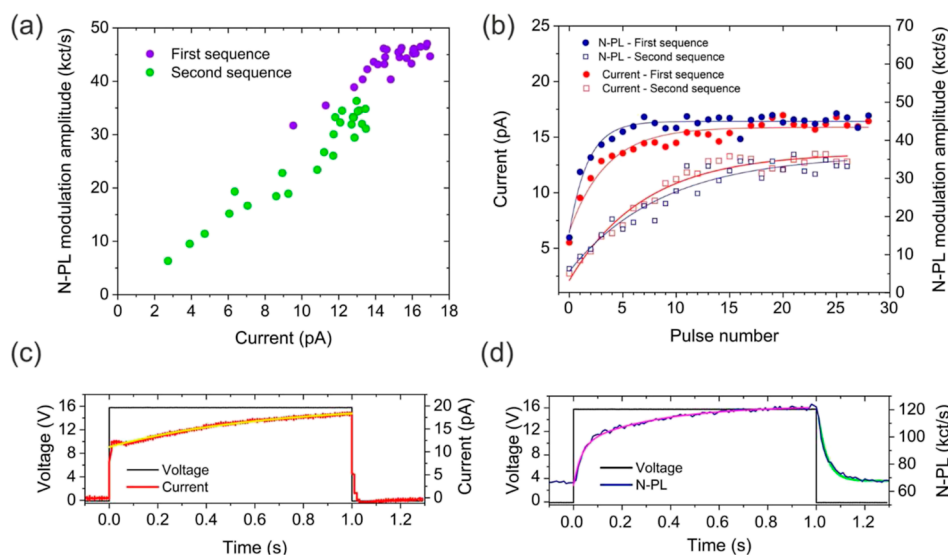 (a)
50
40
30
20
10
0
N-PL modulation amplitude (kct/s)
First sequence
Second sequence
0 2 4 6 8 10 12 14 16 18
Current (pA)
(b)
25
20
15
10
5
Current (pA)
N-PL - First sequence
N-PL - Second sequence
Current - First sequence
Current - Second sequence
70
60
50
40
30
20
10
0
N-PL modulation amplitude (kct/s)
0 5 10 15 20 25 30
Pulse number
(c)
16
12
8
4
0
Voltage (V)
Voltage
Current
20
15
10
5
0
Current (pA)
0.0 0.2 0.4 0.6 0.8 1.0 1.2
Time (s)
(d)
16
12
8
4
0
Voltage (V)
Voltage
N-PL
120
100
80
60
N-PL (kct/s)
0.0 0.2 0.4 0.6 0.8 1.0 1.2
Time (s)